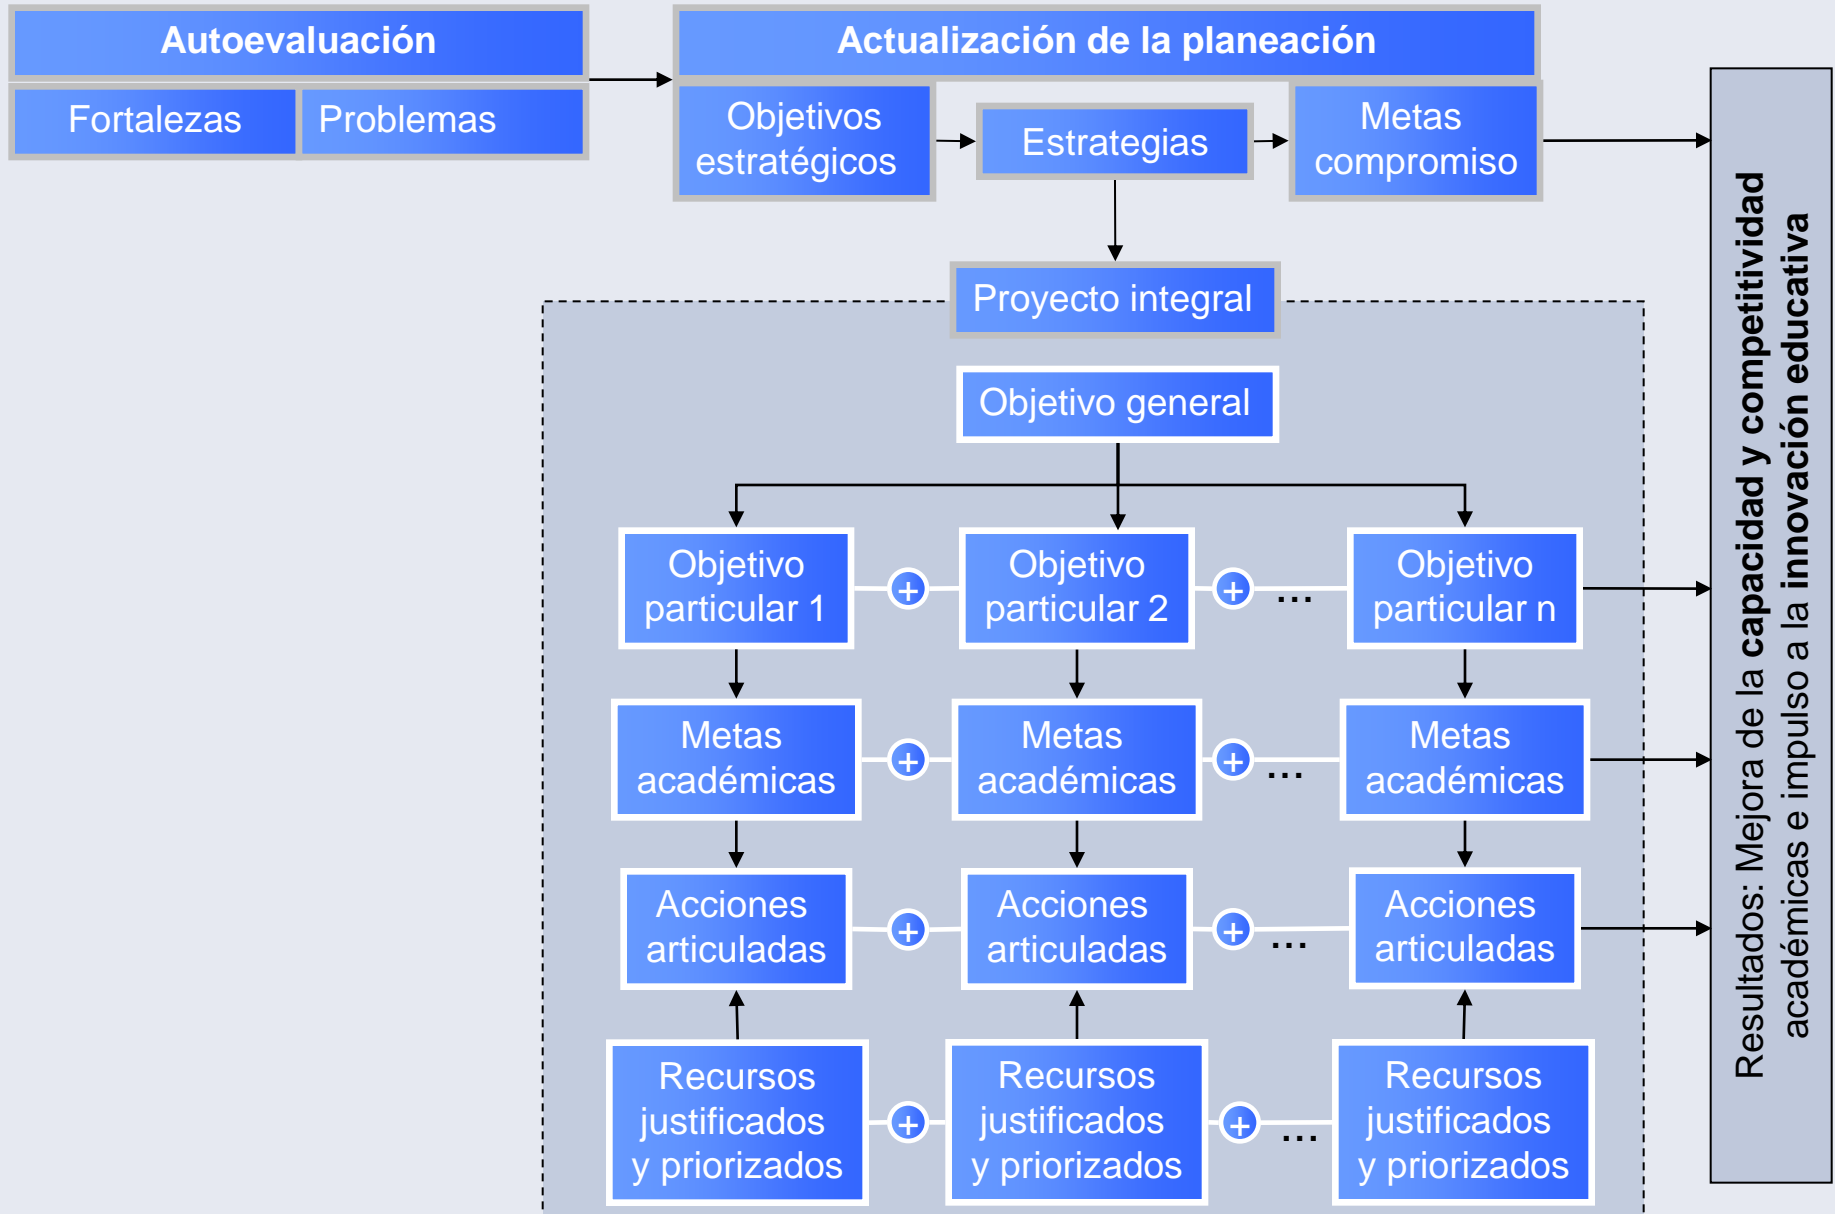 Autoevaluación
Fortalezas
Problemas
Actualización de la planeación
Objetivos
estratégicos
Estrategias
Metas
compromiso
Proyecto integral
Objetivo general
Objetivo
particular 1
+
Objetivo
particular 2
+
...
Objetivo
particular n
Metas
académicas
+
Metas
académicas
+
...
Metas
académicas
Acciones
articuladas
+
Acciones
articuladas
+
...
Acciones
articuladas
Recursos
justificados
y priorizados
+
Recursos
justificados
y priorizados
+
...
Recursos
justificados
y priorizados
Resultados: Mejora de la capacidad y competitividad
académicas e impulso a la innovación educativa